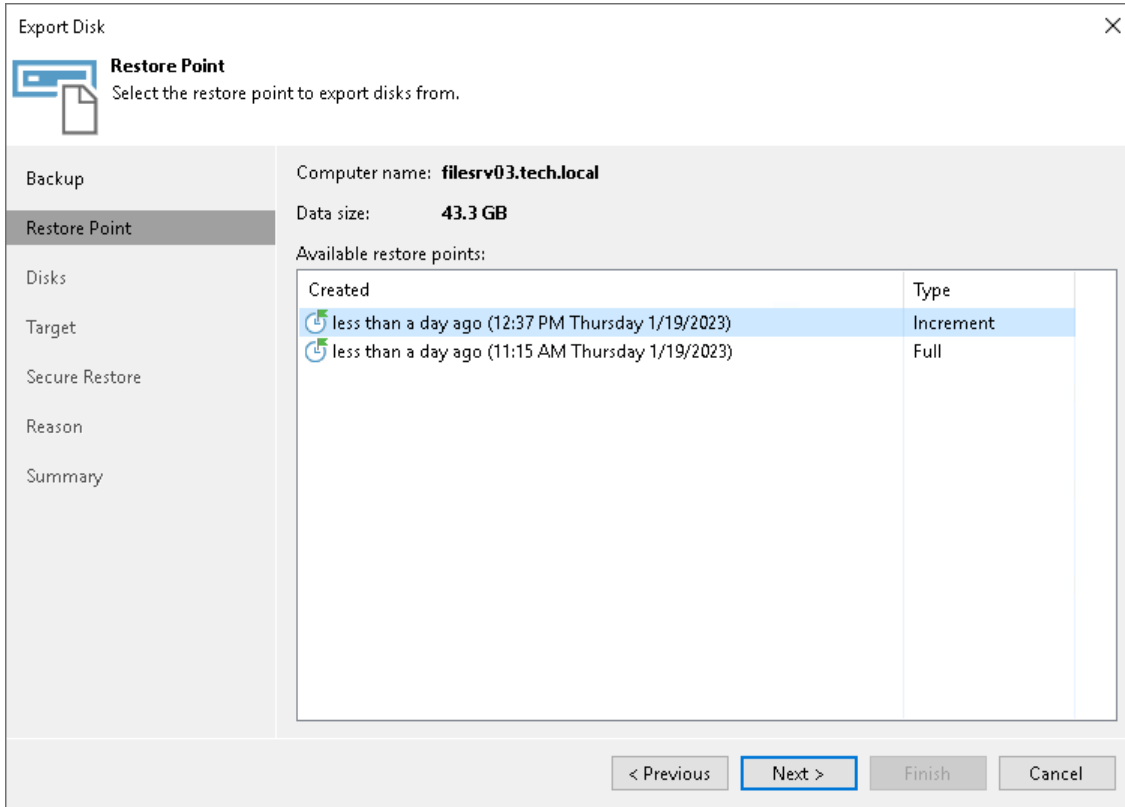 Export Disk
Restore Point
Select the restore point to export disks from.
Backup
Restore Point
Disks
Target
Secure Restore
Reason
Summary
Computer name: filesrv03.tech.local
Data size: 43.3 GB
Available restore points:
Created Type
less than a day ago (12:37 PM Thursday 1/19/2023) Increment
less than a day ago (11:15 AM Thursday 1/19/2023) Full
< Previous Next > Finish Cancel